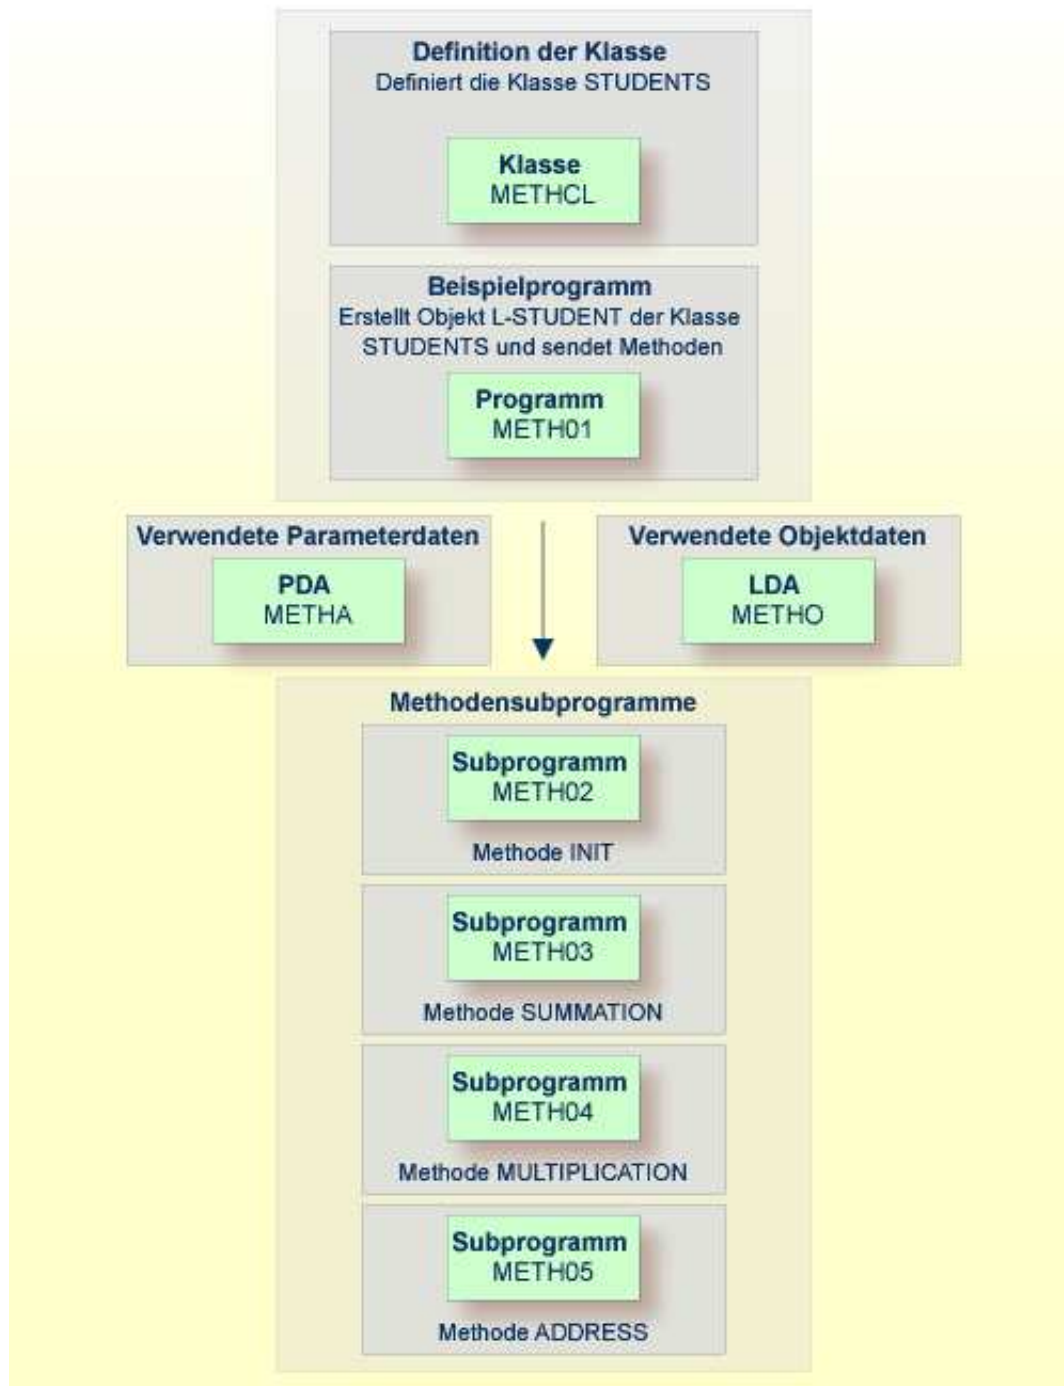 Definition der Klasse
Definiert die Klasse STUDENTS
Klasse
METHCL
Beispielprogramm
Erstellt Objekt L-STUDENT der Klasse
STUDENTS und sendet Methoden
Programm
METH01
Verwendete Parameterdaten
PDA
METHA
Verwendete Objektdaten
LDA
METHO
Methodensubprogramme
Subprogramm
METH02
Methode INIT
Subprogramm
METH03
Methode SUMMATION
Subprogramm
METH04
Methode MULTIPLICATION
Subprogramm
METH05
Methode ADDRESS